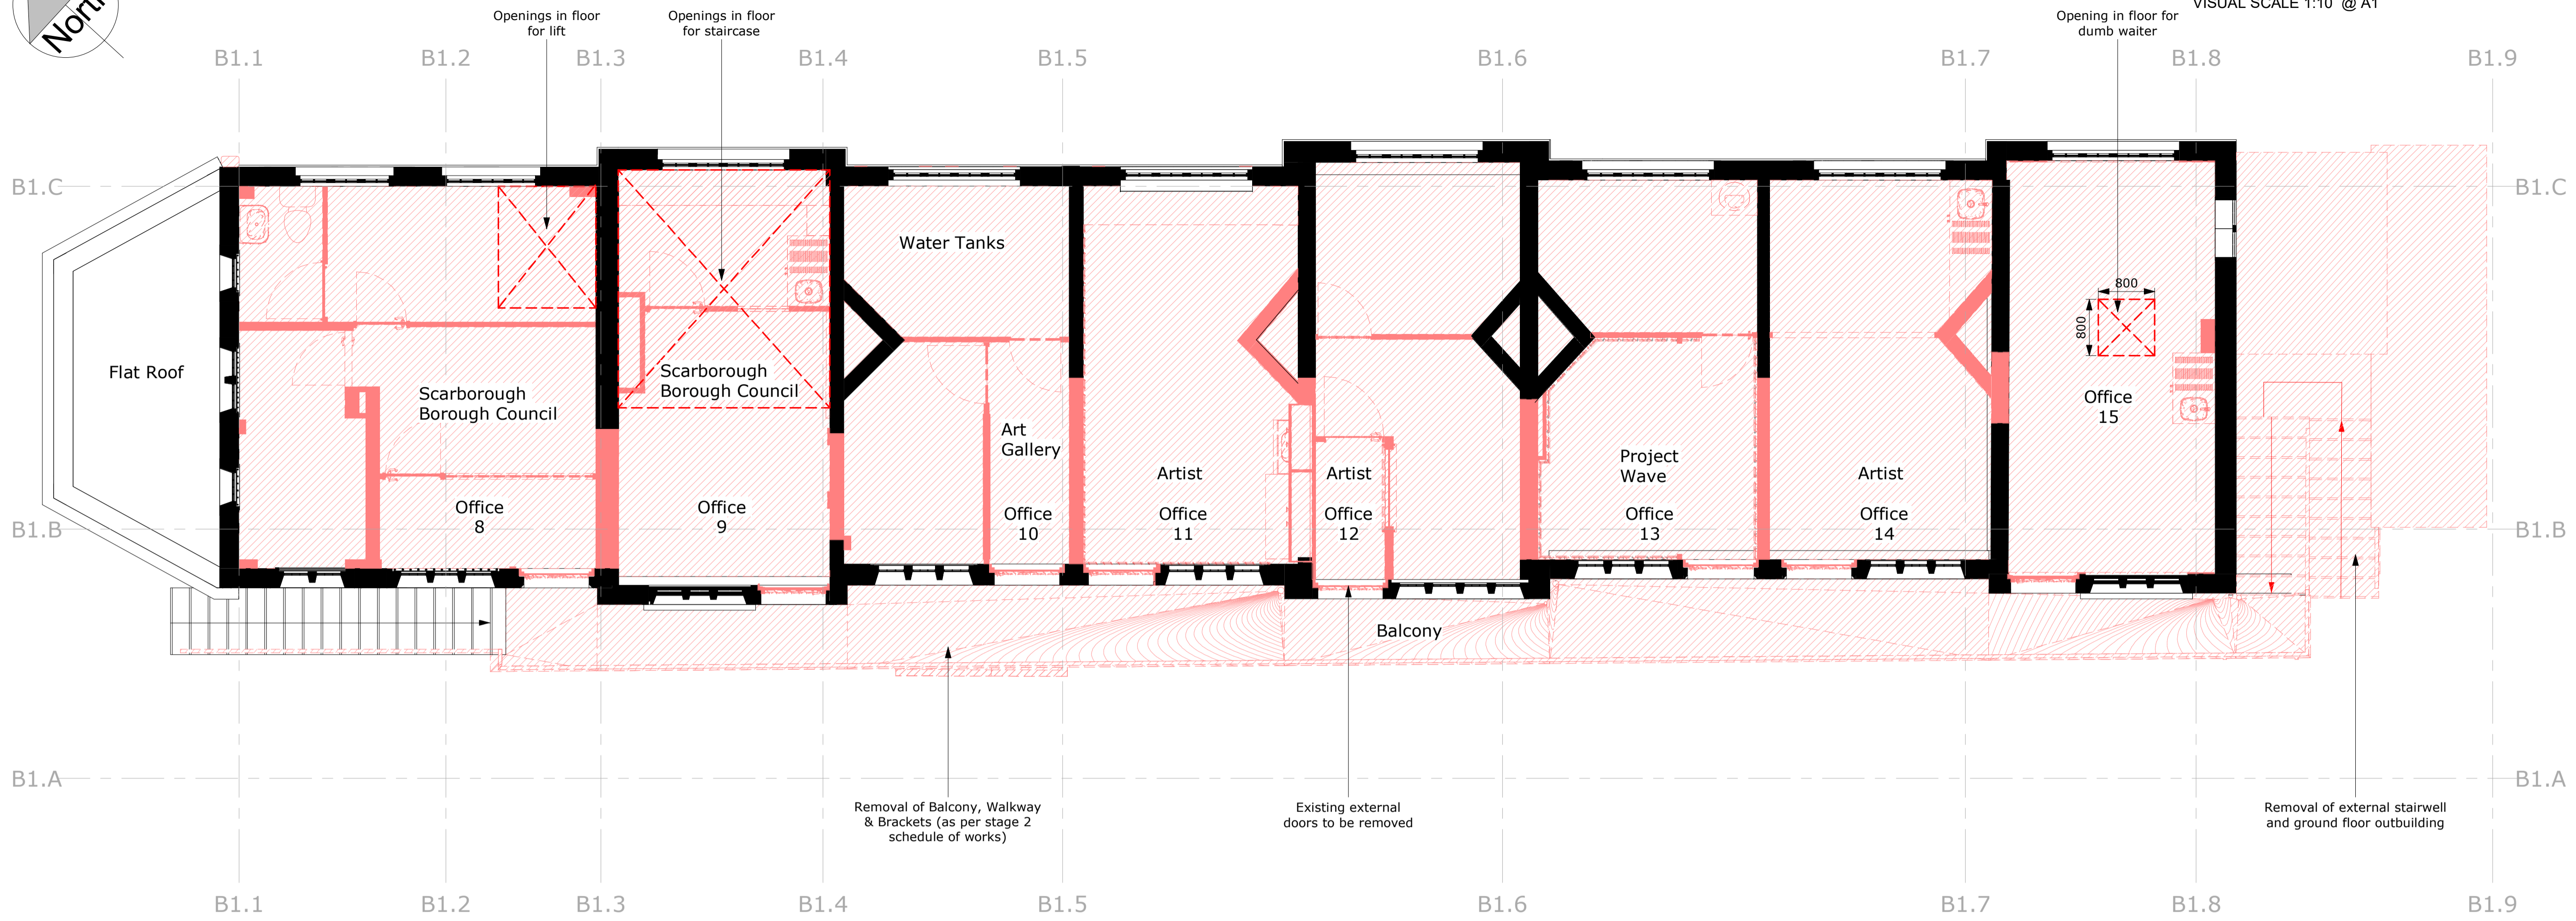 North
VISUAL SCALE 1:10 @ A1
Openings in floor
for lift
Openings in floor
for staircase
Opening in floor for
dumb waiter
B1.1 B1.2 B1.3 B1.4 B1.5 B1.6 B1.7 B1.8 B1.9
B1.C B1.C
Water Tanks
800
800
Flat Roof
Scarborough
Borough Council
Scarborough
Borough Council
Office
15
Art
Gallery
Artist
Artist
Project
Wave
Artist
Office
8
Office
9
Office
10
Office
11
Office
12
Office
13
Office
14
B1.B B1.B
Balcony
B1.A B1.A
Removal of Balcony, Walkway
& Brackets (as per stage 2
schedule of works)
Existing external
doors to be removed
Removal of external stairwell
and ground floor outbuilding
B1.1 B1.2 B1.3 B1.4 B1.5 B1.6 B1.7 B1.8 B1.9